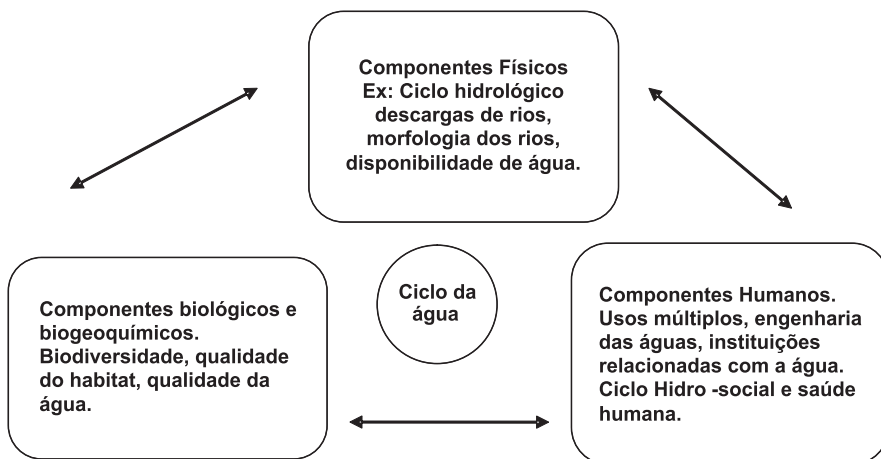 Componentes Físicos
Ex: Ciclo hidrológico
descargas de rios,
morfologia dos rios,
disponibilidade de água.
Ciclo da
água
Componentes biológicos e
biogeoquímicos.
Biodiversidade, qualidade
do habitat, qualidade da
água.
Componentes Humanos.
Usos múltiplos, engenharia
das águas, instituições
relacionadas com a água.
Ciclo Hidro -social e saúde
humana.